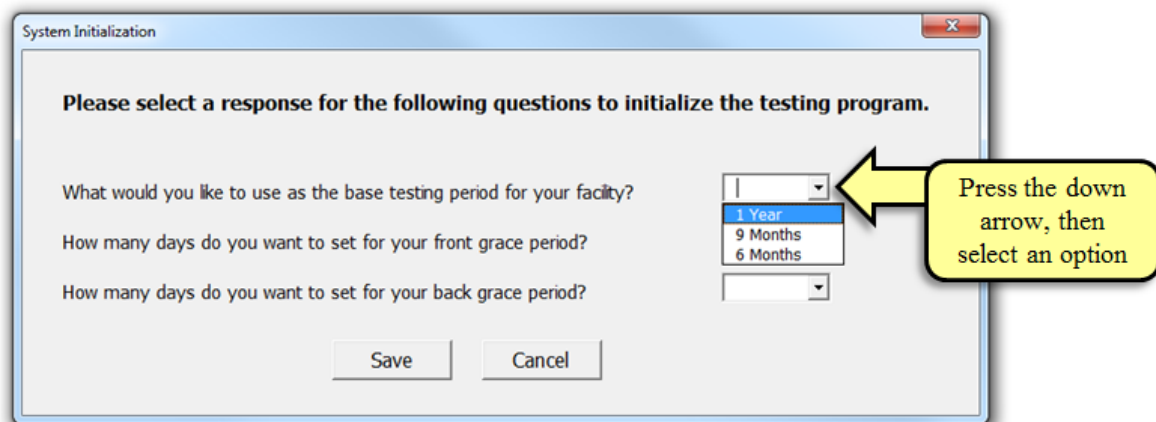 System Initialization
Please select a response for the following questions to initialize the testing program.
What would you like to use as the base testing period for your facility?
1 Year
9 Months
6 Months
How many days do you want to set for your front grace period?
How many days do you want to set for your back grace period?
Save
Cancel
Press the down
arrow, then
select an option